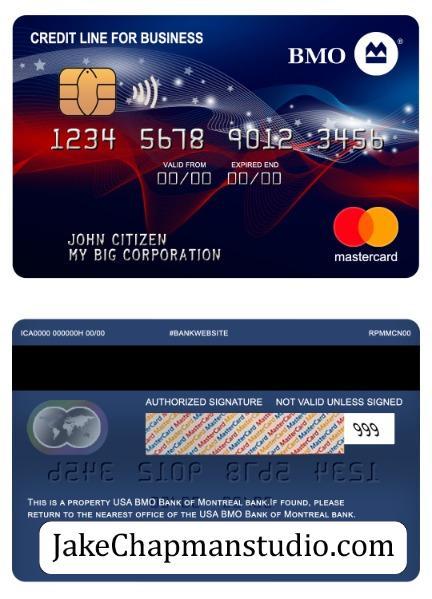 CREDIT LINE FOR BUSINESS
BMO ®
1234 5678 9012 3456
VALID FROM EXPIRED END
00/00 00/00
JOHN CITIZEN
MY BIG CORPORATION
mastercard
ICA0000 000000H 00/00 #BANKWEBSITE RPMMCN00
AUTHORIZED SIGNATURE NOT VALID UNLESS SIGNED
MasterCard MasterCard MasterCard
999
1234 5678 9012 3456
THIS IS A PROPERTY USA BMO BANK OF MONTREAL BANK.IF FOUND, PLEASE
RETURN TO THE NEAREST OFFICE OF THE USA BMO BANK OF MONTREAL BANK.
JakeChapmanstudio.com